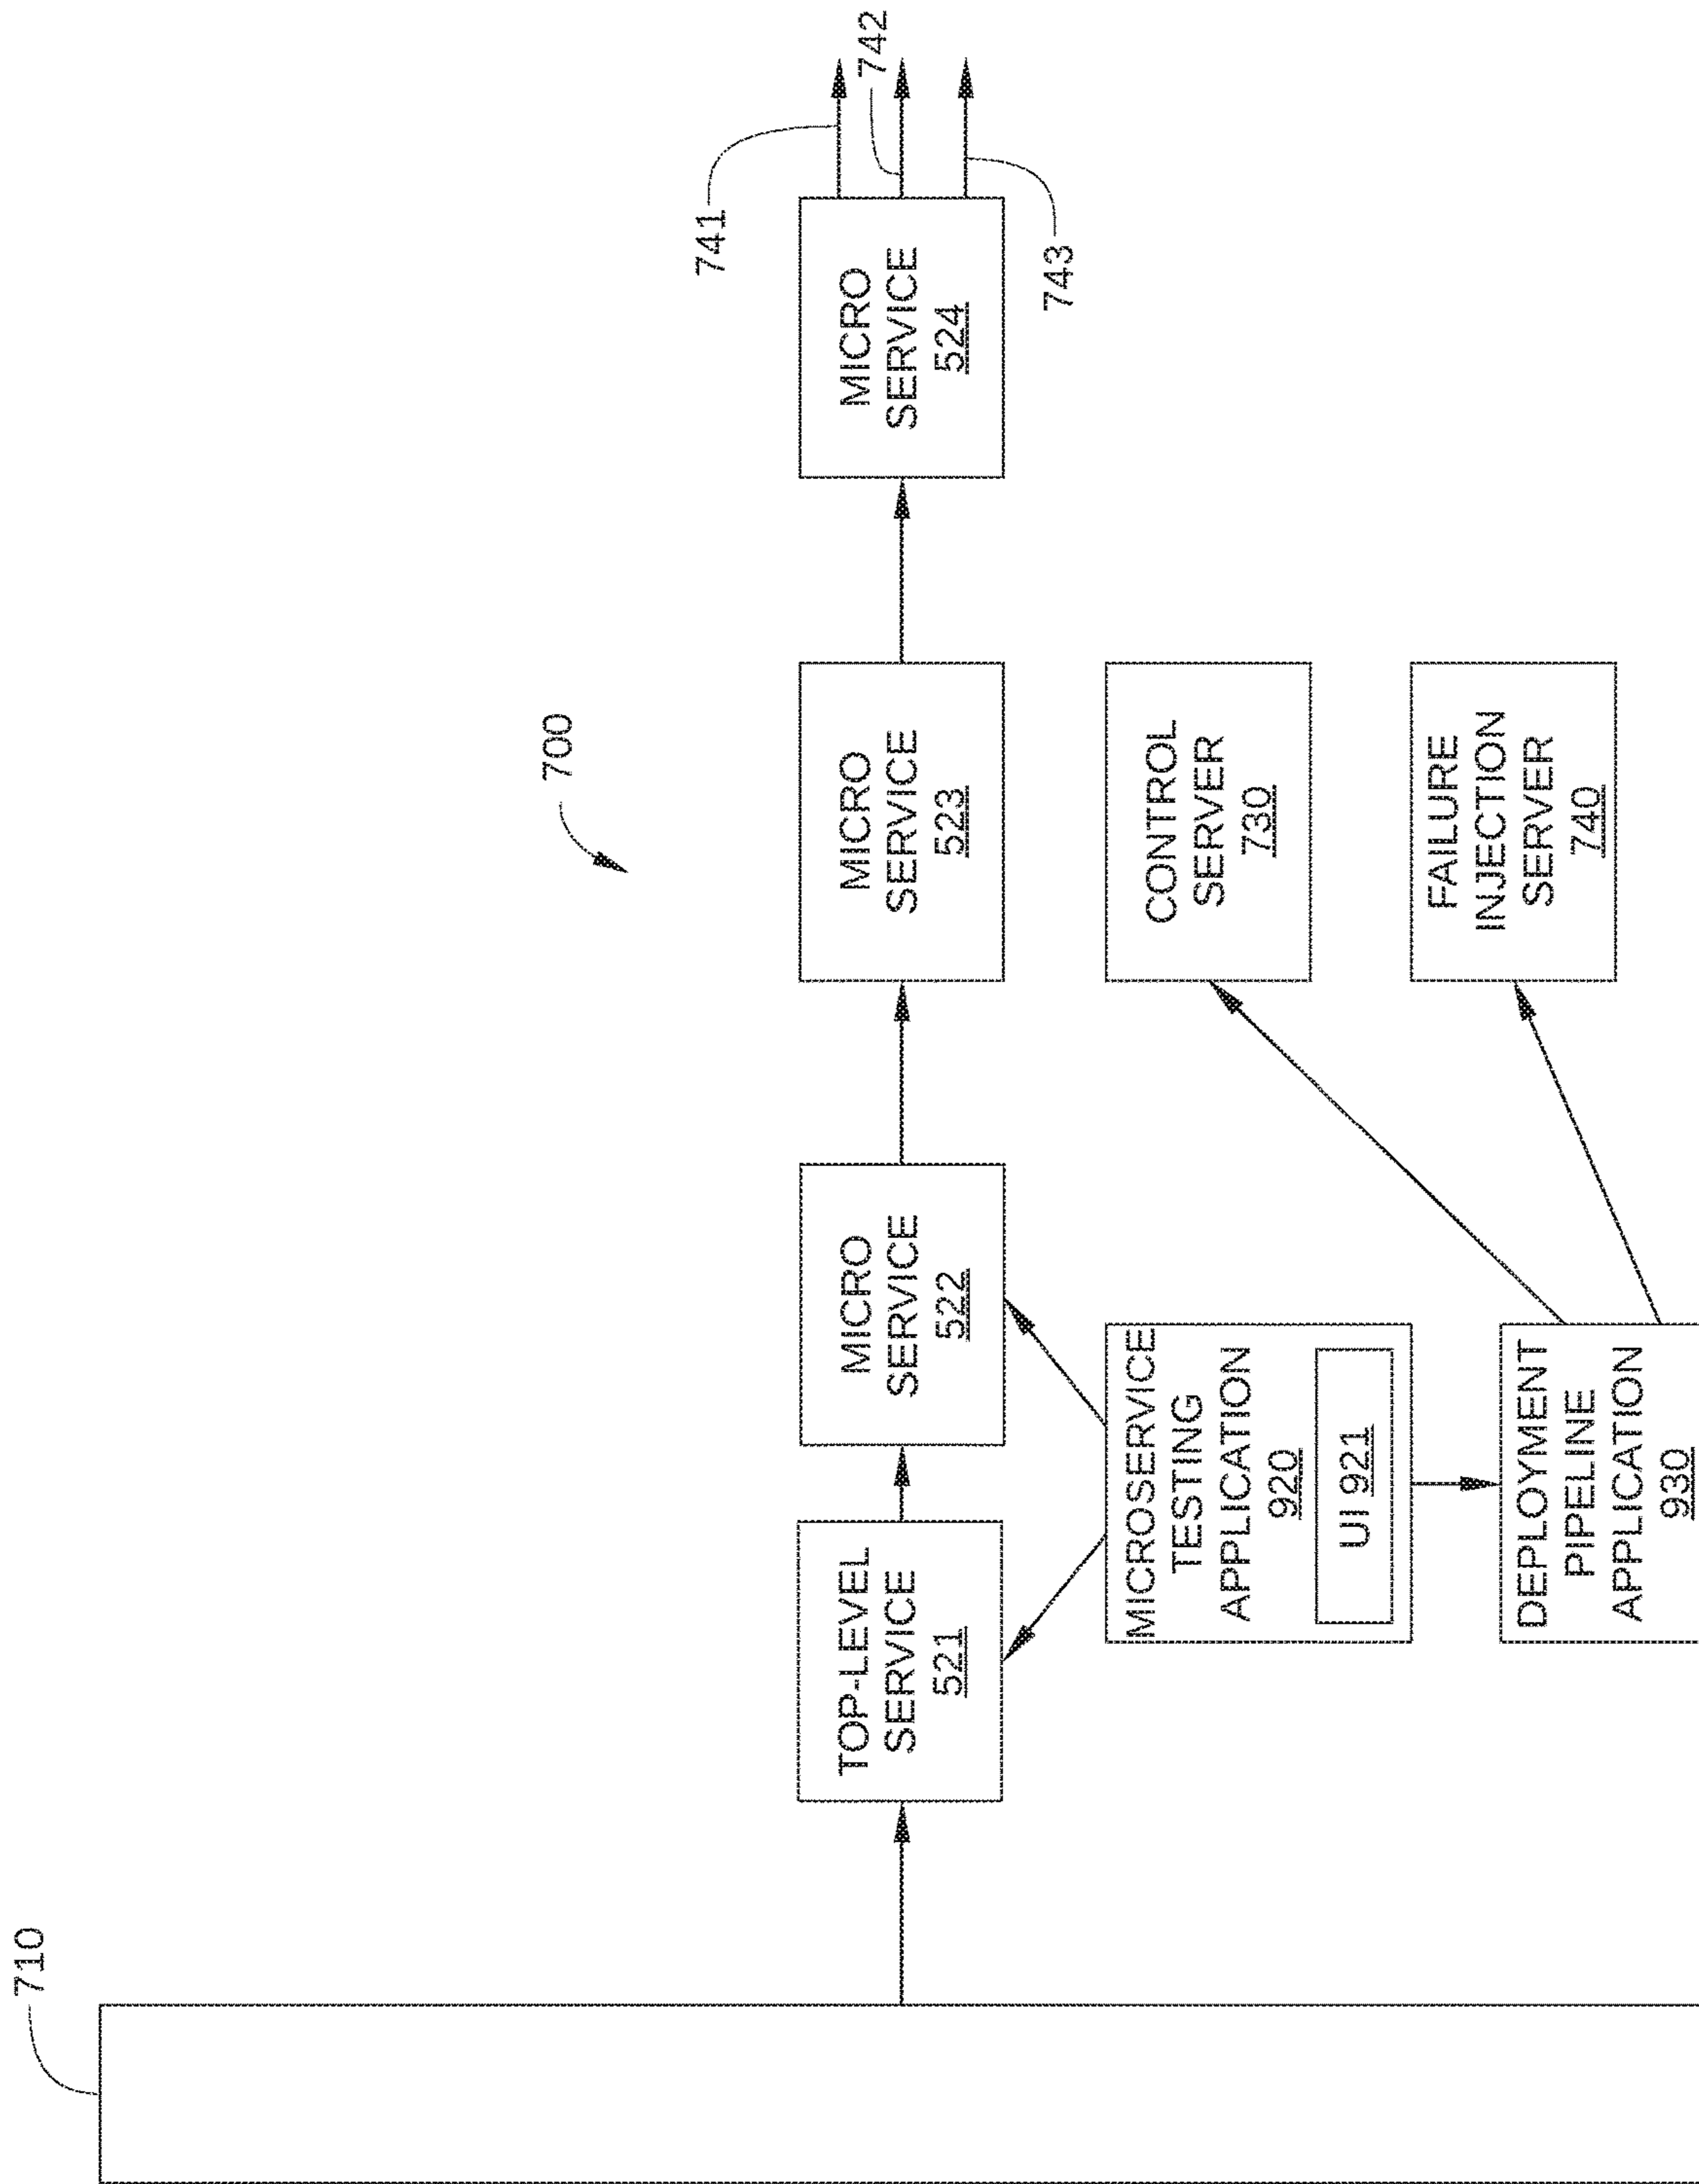 710
700
TOP-LEVEL
SERVICE
521
MICRO
SERVICE
522
MICRO
SERVICE
523
MICRO
SERVICE
524
741
742
743
MICROSERVICE
TESTING
APPLICATION
920
UI 921
CONTROL
SERVER
730
DEPLOYMENT
PIPELINE
APPLICATION
930
FAILURE
INJECTION
SERVER
740